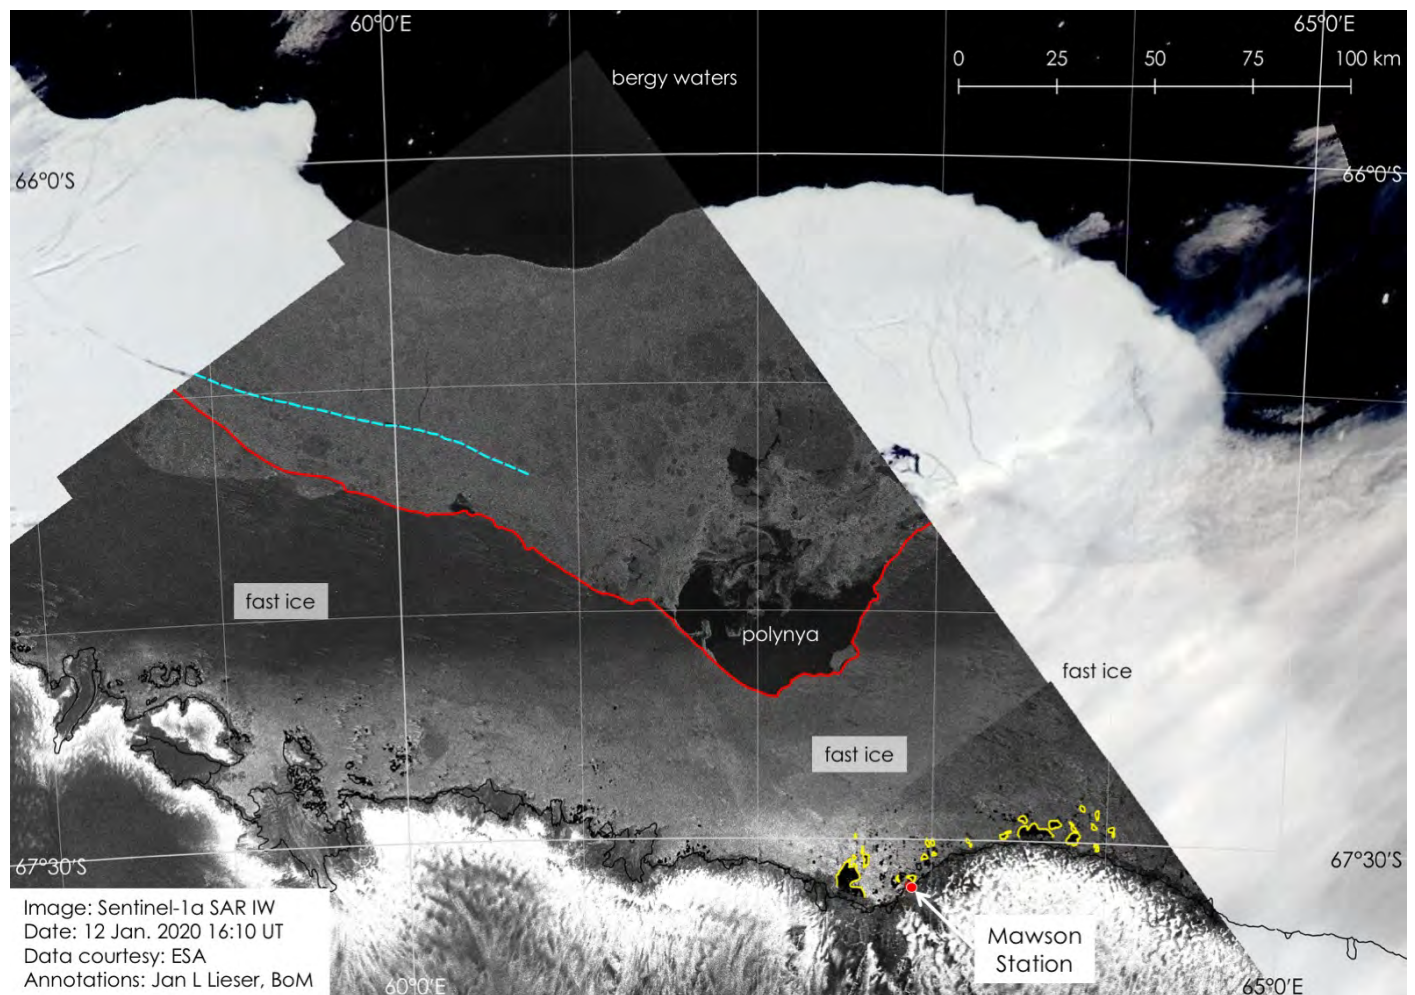 60°0'E
65°0'E
bergy waters
0 25 50 75 100 km
66°0'S
66°0'S
fast ice
polynya
fast ice
fast ice
67°30'S
67°30'S
Image: Sentinel-1a SAR IW
Date: 12 Jan. 2020 16:10 UT
Data courtesy: ESA
Annotations: Jan L Lieser, BoM
Mawson
Station
60°0'E
65°0'E